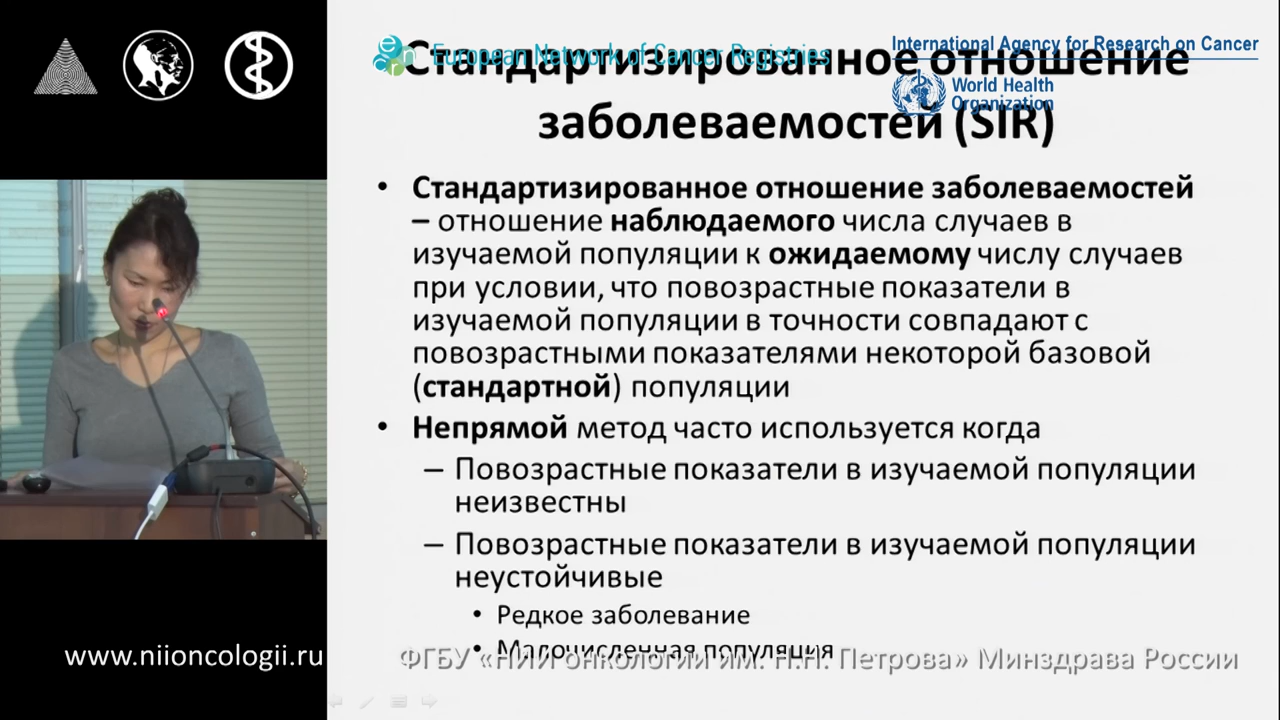 European Network of Cancer Registries
International Agency for Research on Cancer
World Health
Organization
Стандартизированное отношение
заболеваемостей (SIR)
• Стандартизированное отношение заболеваемостей
– отношение наблюдаемого числа случаев в
изучаемой популяции к ожидаемому числу случаев
при условии, что повозрастные показатели в
изучаемой популяции в точности совпадают с
повозрастными показателями некоторой базовой
(стандартной) популяции
• Непрямой метод часто используется когда
– Повозрастные показатели в изучаемой популяции
неизвестны
– Повозрастные показатели в изучаемой популяции
неустойчивые
• Редкое заболевание
• Малочисленная популяция
www.niioncologii.ru
ФГБУ «НИИ онкологии им. Н.Н. Петрова» Минздрава России